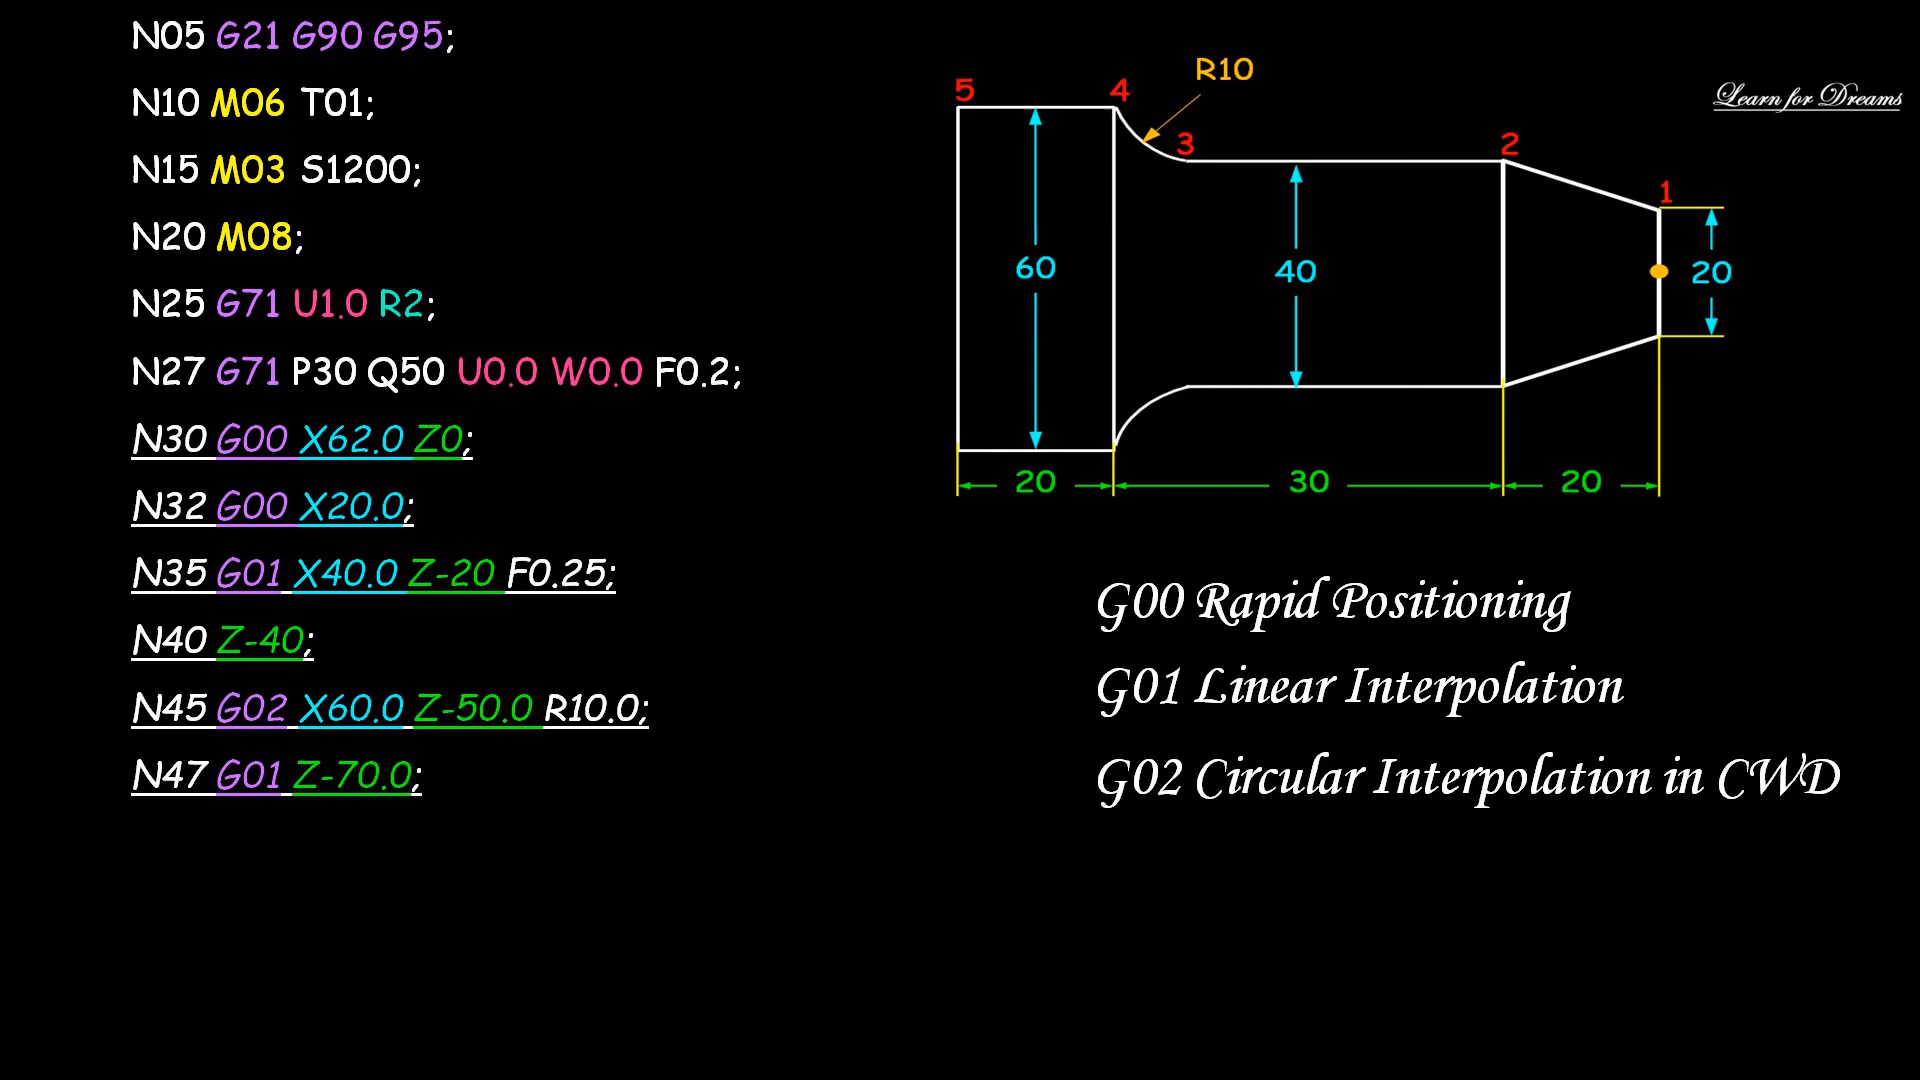 N05 G21 G90 G95;
N10 M06 T01;
N15 M03 S1200;
N20 M08;
N25 G71 U1.0 R2;
N27 G71 P30 Q50 U0.0 W0.0 F0.2;
N30 G00 X62.0 Z0;
N32 G00 X20.0;
N35 G01 X40.0 Z-20 F0.25;
N40 Z-40;
N45 G02 X60.0 Z-50.0 R10.0;
N47 G01 Z-70.0;
R10
Learn for Dreams
5 4
3 2
1
60 40 20
20 30 20
G00 Rapid Positioning
G01 Linear Interpolation
G02 Circular Interpolation in CWD